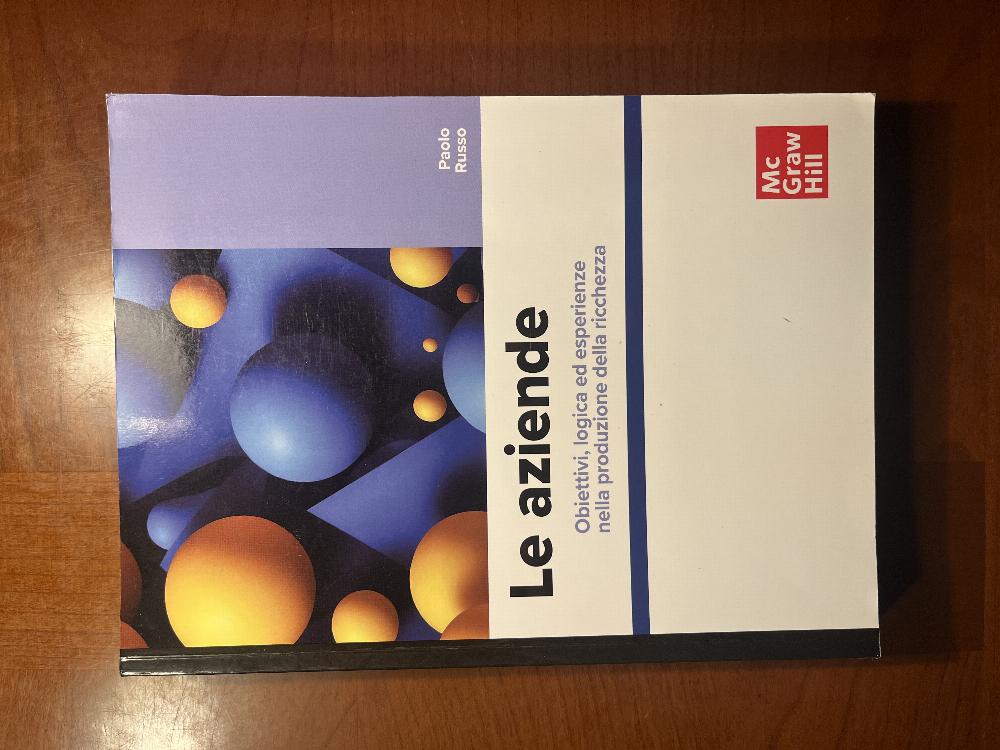 Paolo
Russo
Le aziende
Obiettivi, logica ed esperienze
nella produzione della ricchezza
Mc
Graw
Hill